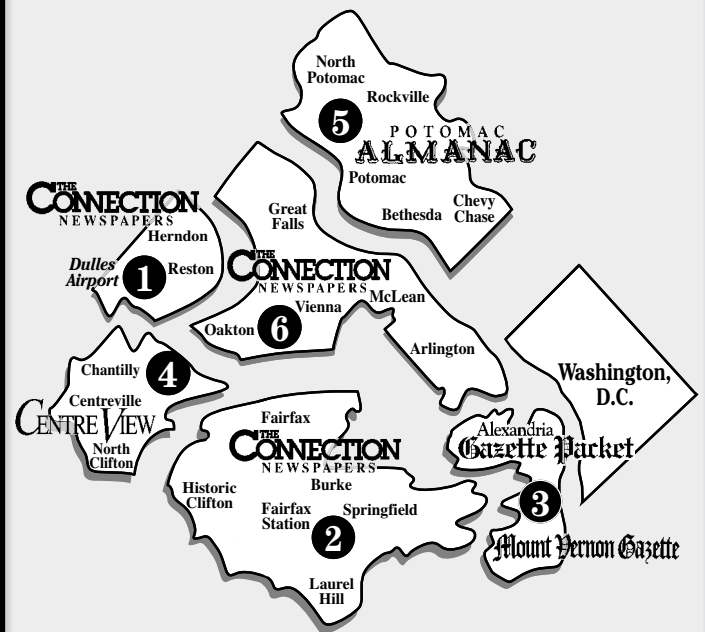 North
Potomac
Rockville
5
POTOMAC
ALMANAC
Potomac
Bethesda
Chevy
Chase
THE
CONNECTION
NEWSPAPERS
Herndon
Dulles
Airport
1
Reston
Great
Falls
THE
CONNECTION
NEWSPAPERS
McLean
Vienna
Oakton
6
Arlington
Washington,
D.C.
Chantilly
4
Centreville
CENTRE VIEW
North
Clifton
Fairfax
THE
CONNECTION
NEWSPAPERS
Burke
Historic
Clifton
Fairfax
Station
Springfield
2
Laurel
Hill
Alexandria
Gazette Packet
3
Mount Vernon Gazette